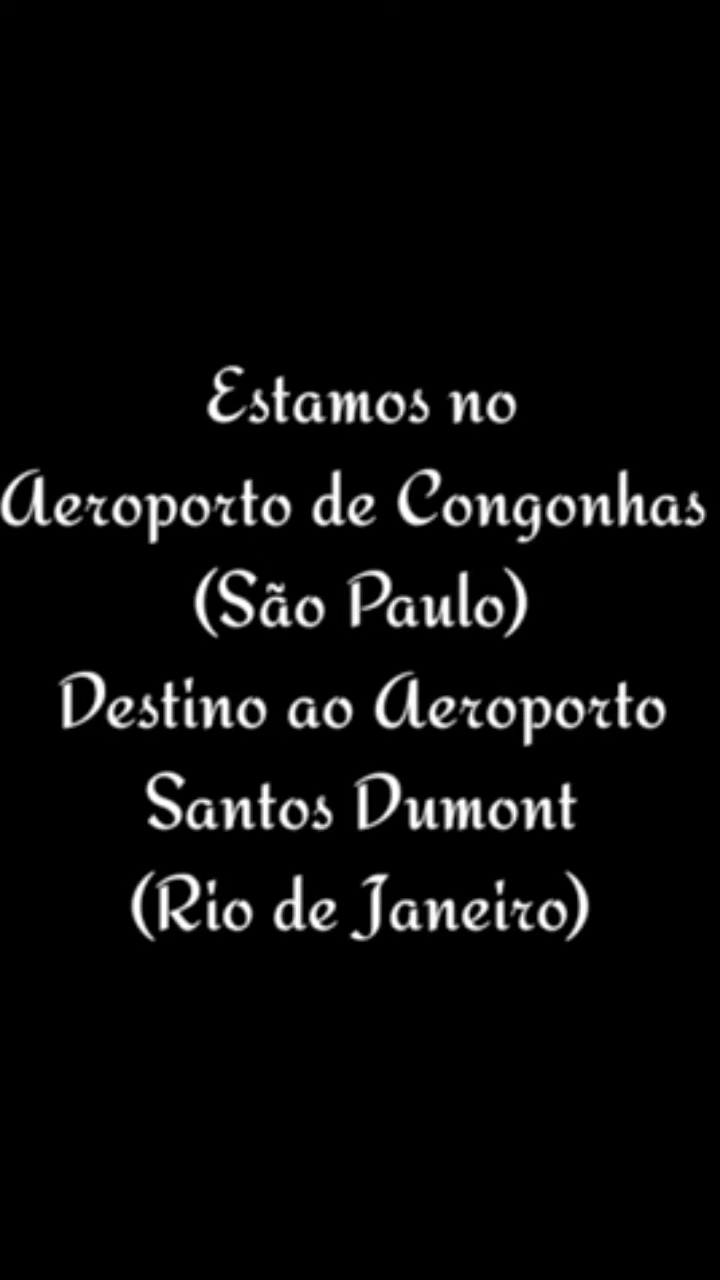 Estamos no
Aeroporto de Congonhas
(São Paulo)
Destino ao Aeroporto
Santos Dumont
(Rio de Janeiro)